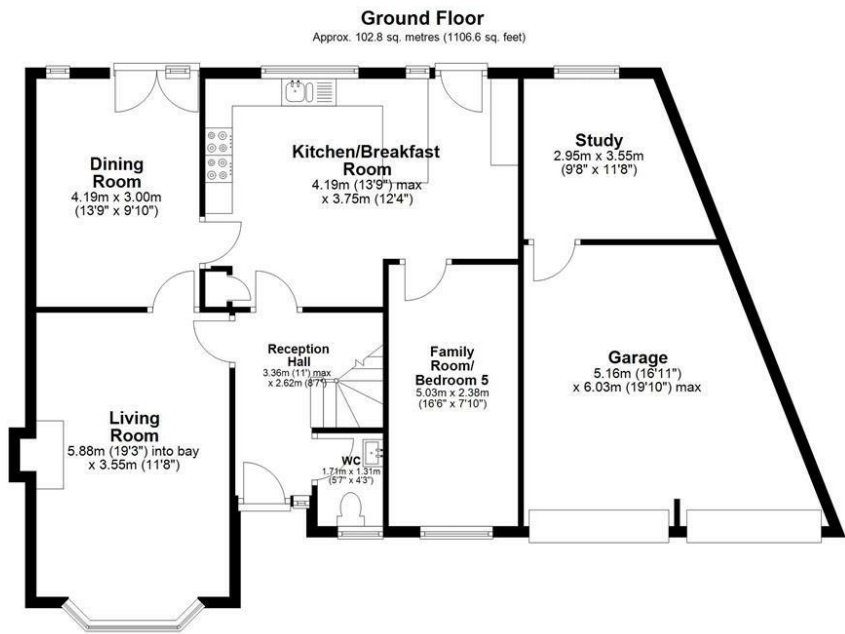 Ground Floor
Approx. 102.8 sq. metres (1106.6 sq. feet)
Dining
Room
4.19m x 3.00m
(13'9" x 9'10")
Kitchen/Breakfast
Room
4.19m (13'9") max
x 3.75m (12'4")
Study
2.95m x 3.55m
(9'8" x 11'8")
Reception
Hall
3.36m (11') max
x 2.62m (8'7")
Family
Room/
Bedroom 5
5.03m x 2.38m
(16'6" x 7'10")
Garage
5.16m (16'11")
x 6.03m (19'10") max
Living
Room
5.88m (19'3") into bay
x 3.55m (11'8")
WC
1.71m x 1.31m
(5'7" x 4'3")